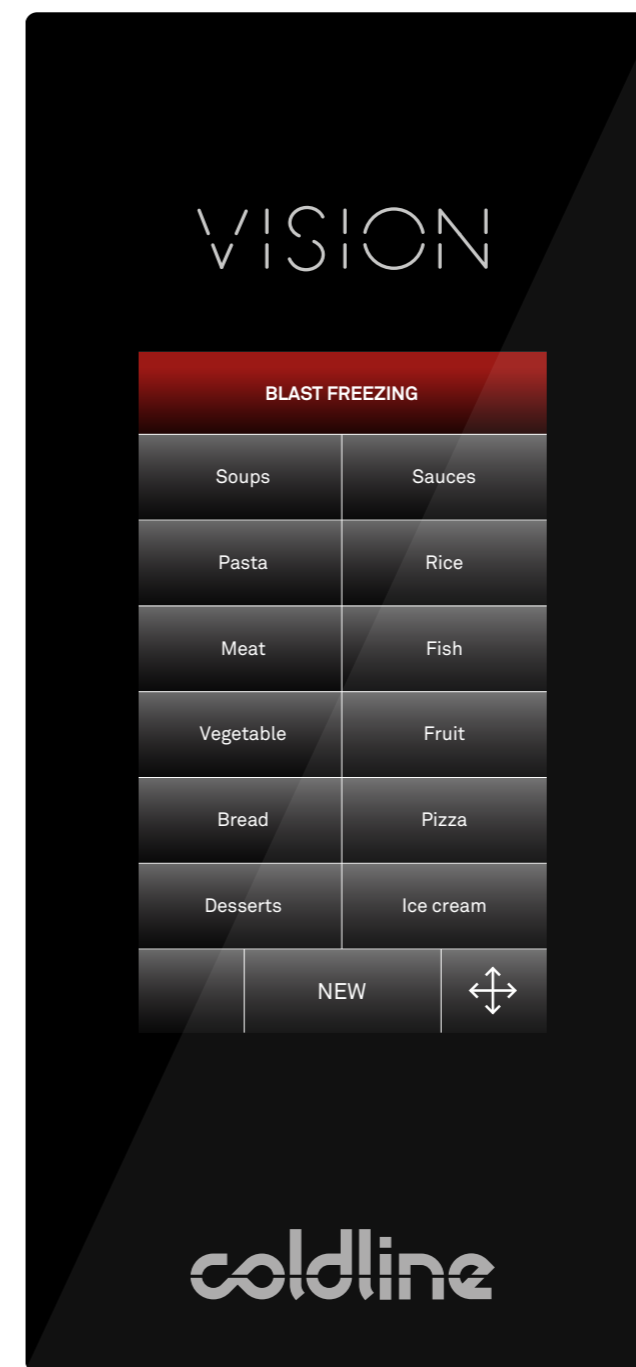 VISION
BLAST FREEZING
Soups Sauces
Pasta Rice
Meat Fish
Vegetable Fruit
Bread Pizza
Desserts Ice cream
NEW
coldline